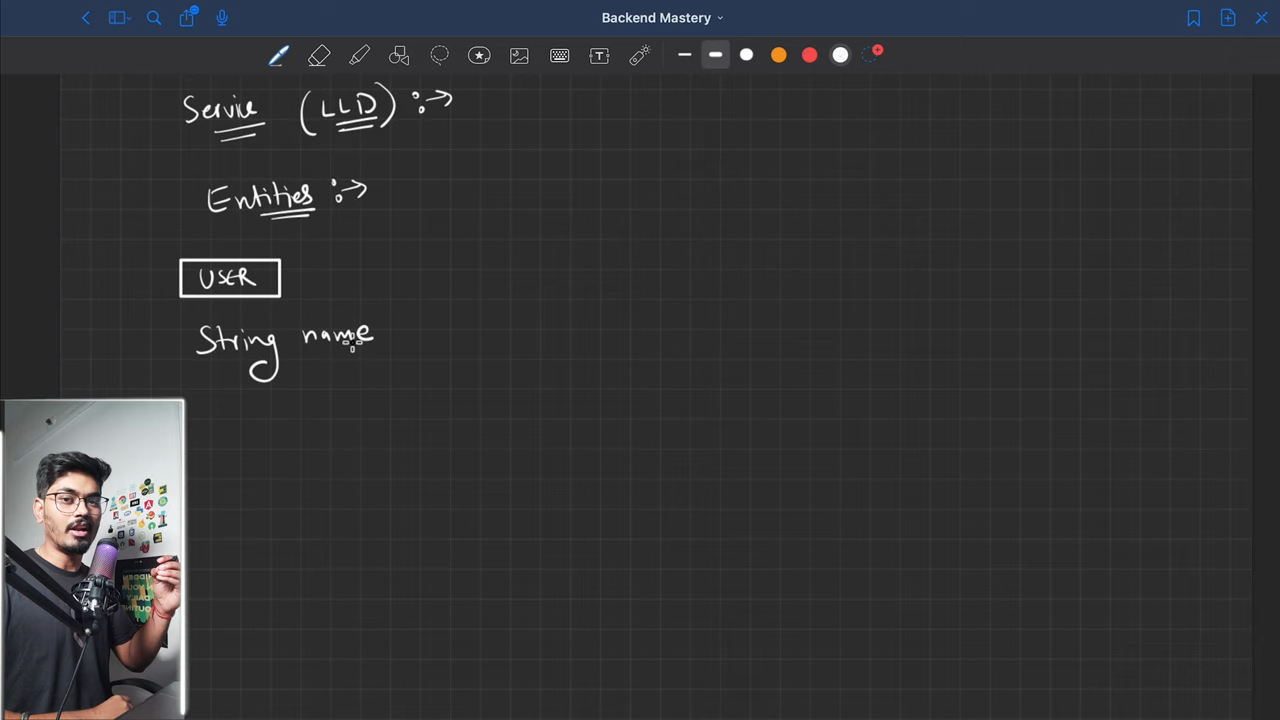 Backend Mastery
Service (LLD) :→
Entities :→
USER
String name